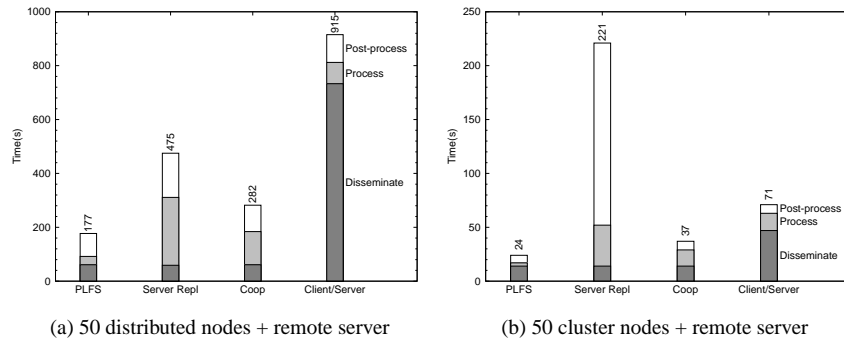 Time(s)
1000
800
600
400
200
0
177
475
282
915
Post-process
Process
Disseminate
PLFS
Server Repl
Coop
Client/Server
(a) 50 distributed nodes + remote server
Time(s)
250
200
150
100
50
0
24
221
37
71
Post-process
Process
Disseminate
PLFS
Server Repl
Coop
Client/Server
(b) 50 cluster nodes + remote server